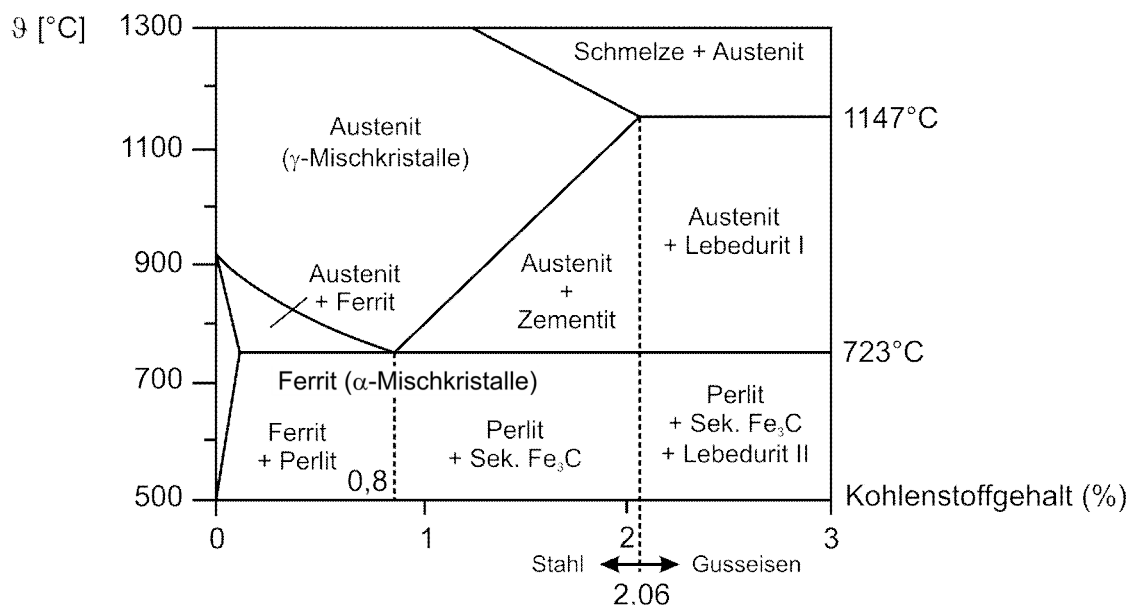 ϑ [°C]
1300
Schmelze + Austenit
1147°C
Austenit
(γ-Mischkristalle)
1100
Austenit
+ Lebedurit I
900
Austenit
+ Ferrit
Austenit
+
Zementit
723°C
700
Ferrit (α-Mischkristalle)
Perlit
+ Sek. Fe₃C
+ Lebedurit II
Ferrit
+ Perlit
Perlit
+ Sek. Fe₃C
0,8
500
Kohlenstoffgehalt (%)
0
1
2
3
Stahl
Gusseisen
2.06